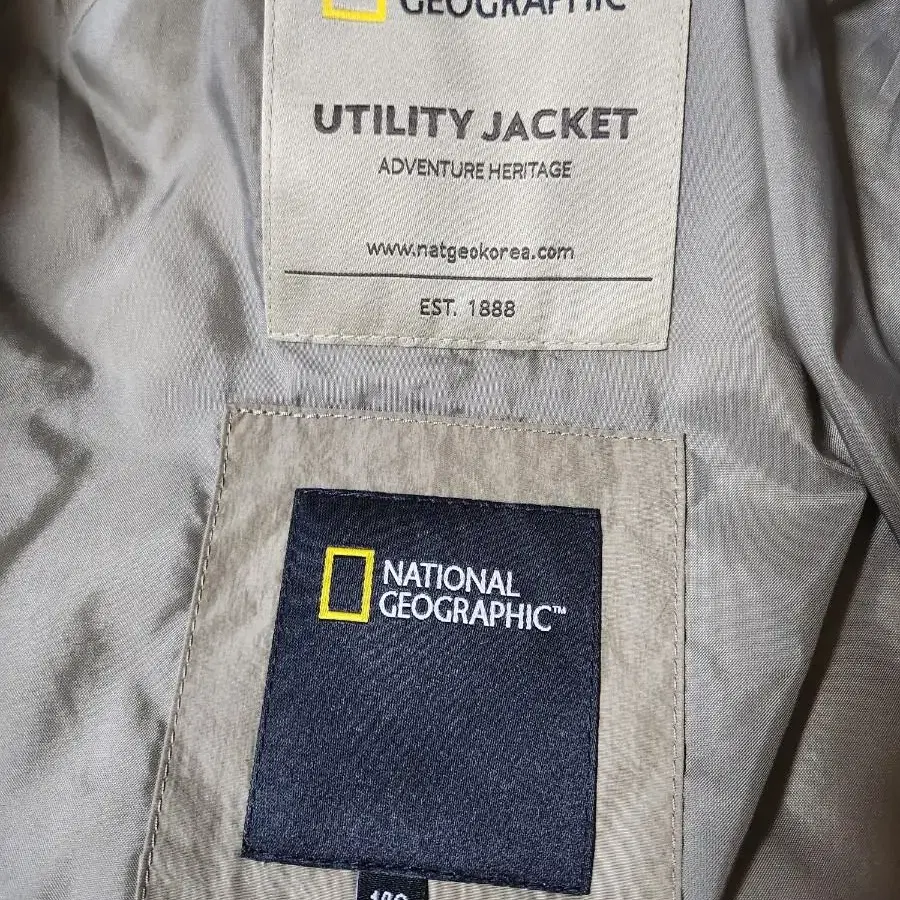 GEOGRAPHIC
UTILITY JACKET
ADVENTURE HERITAGE
www.natgeokorea.com
EST. 1888
NATIONAL
GEOGRAPHIC™